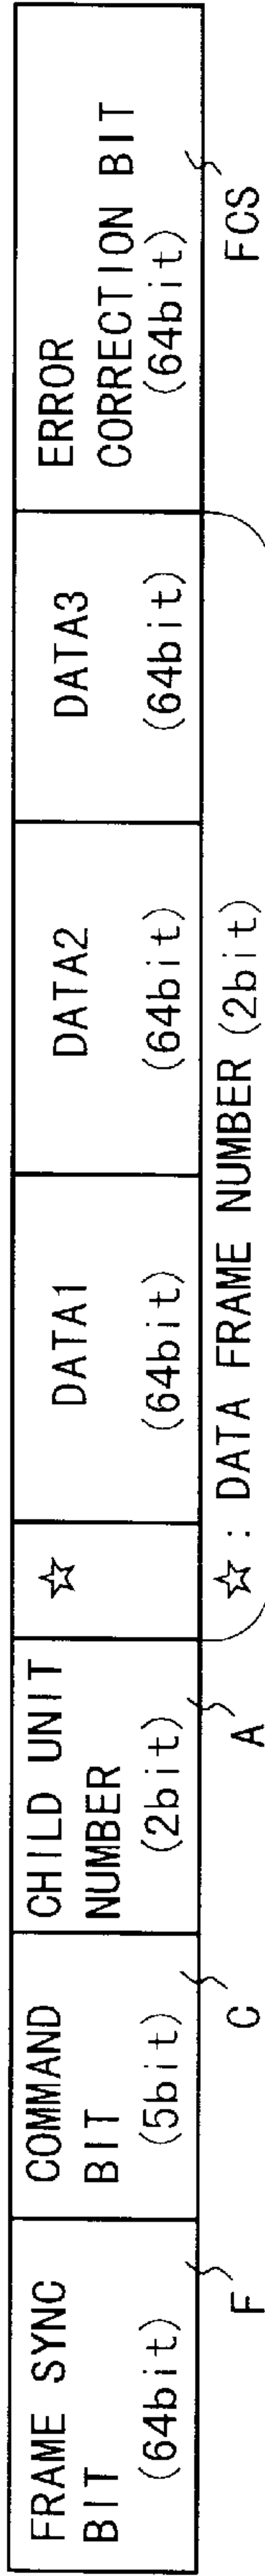 FRAME SYNC
BIT
(64bit)
COMMAND
BIT
(5bit)
CHILD UNIT
NUMBER
(2bit)
☆
DATA1
(64bit)
DATA2
(64bit)
DATA3
(64bit)
ERROR
CORRECTION BIT
(64bit)
F
C
A
☆ : DATA FRAME NUMBER (2bit)
FCS